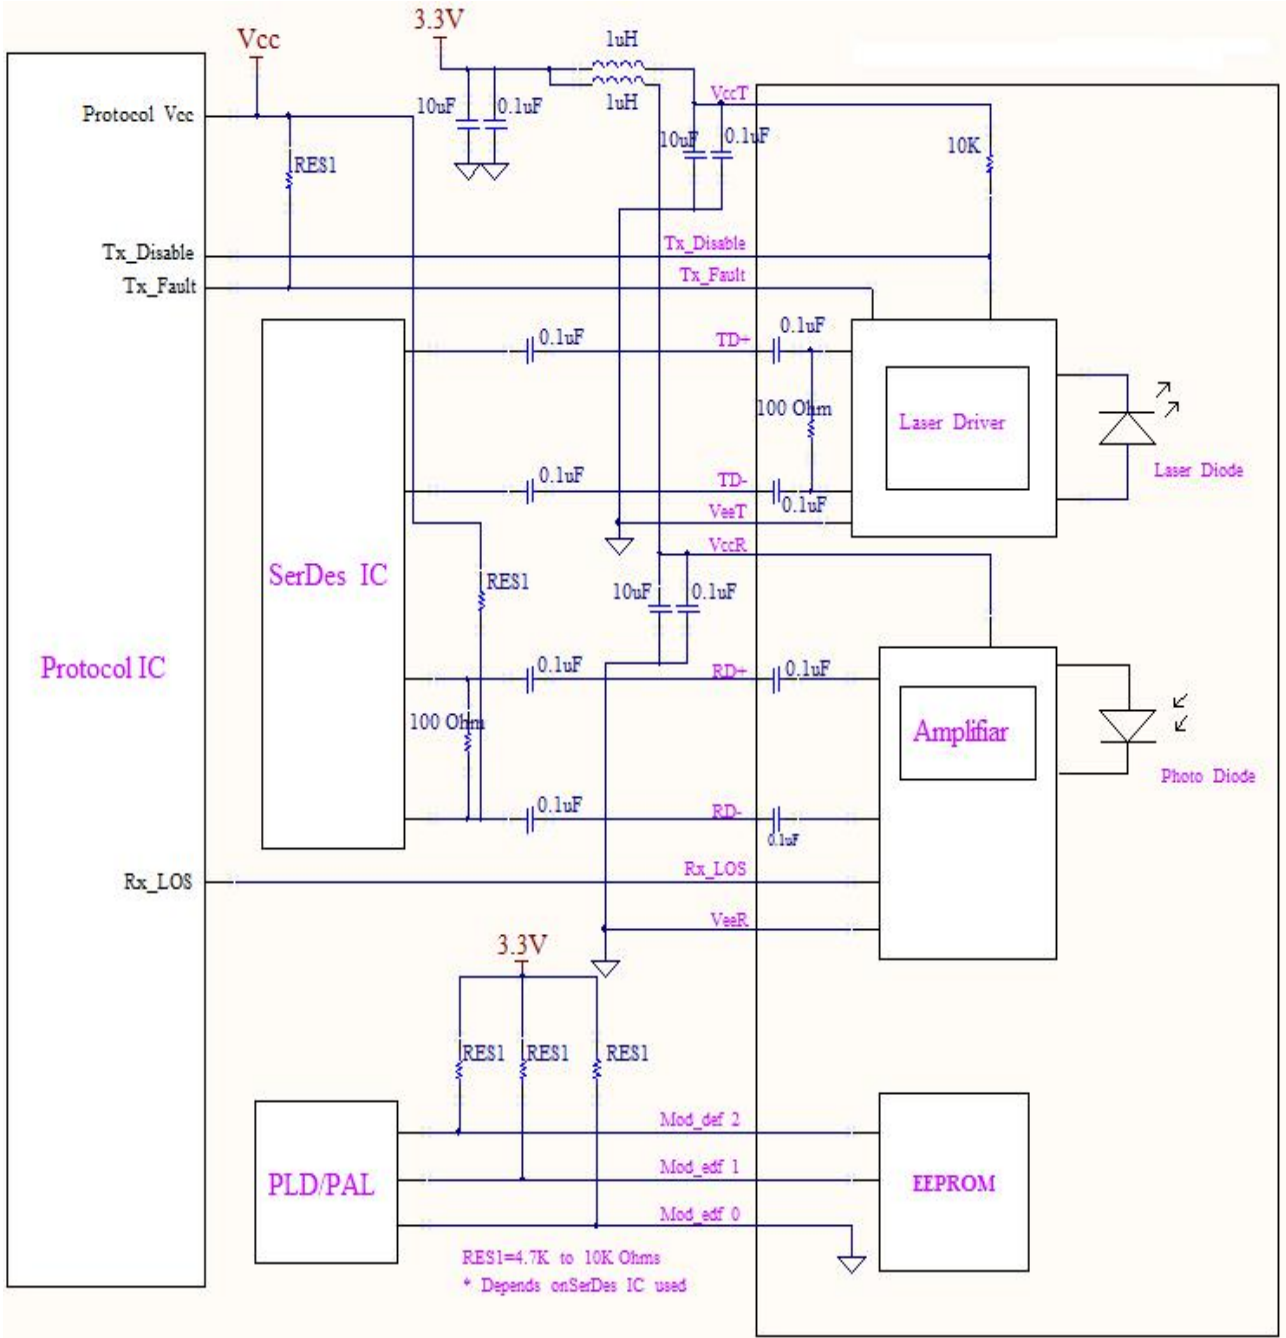 3.3V
Vcc
1uH
1uH
VccT
10uF
0.1uF
Protocol Vcc
RES1
10uF
0.1uF
10K
Tx_Disable
Tx_Disable
Tx_Fault
Tx_Fault
0.1uF
0.1uF
TD+
100 Ohm
Laser Driver
Laser Diode
0.1uF
TD-
0.1uF
VeeT
VccR
SerDes IC
RES1
10uF
0.1uF
Protocol IC
0.1uF
RD+
0.1uF
100 Ohm
Amplifiar
Photo Diode
0.1uF
RD-
0.1uF
Rx_LOS
Rx_LOS
VeeR
3.3V
RES1
RES1
RES1
Mod_def 2
Mod_edf 1
PLD/PAL
EEPROM
Mod_edf 0
RES1=4.7K to 10K Ohms
* Depends onSerDes IC used